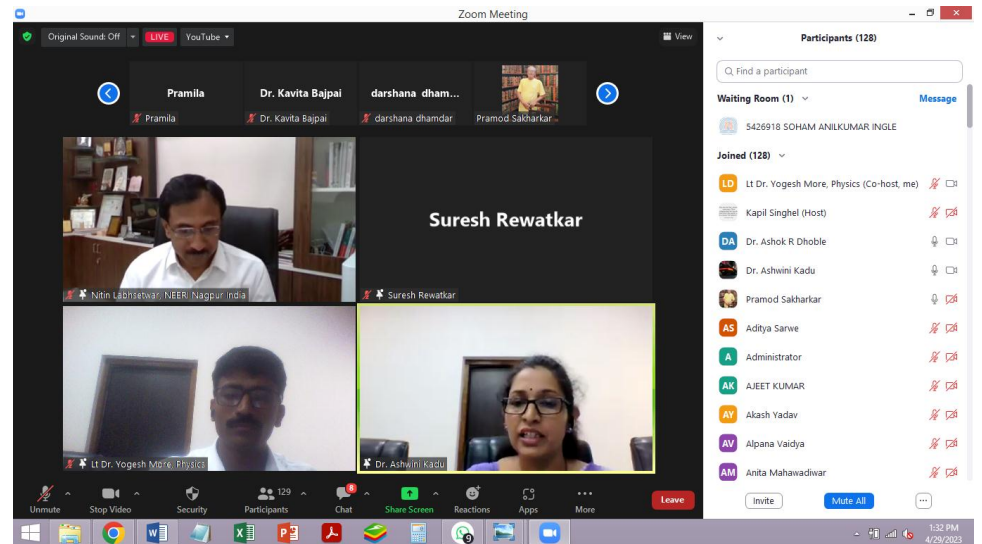 Zoom Meeting
Original Sound: Off
LIVE
YouTube
View
Pramila
Dr. Kavita Bajpai
darshana dham...
Pramila
Dr. Kavita Bajpai
darshana dhamdar
Pramod Sakharkar
Suresh Rewatkar
Nitin Labhsetwar, NEERI Nagpur India
Suresh Rewatkar
Lt Dr. Yogesh More, Physics
Dr. Ashwini Kadu
Unmute
Stop Video
Security
129
Participants
8
Chat
Share Screen
Reactions
Apps
More
Leave
Participants (128)
Find a participant
Waiting Room (1)
Message
5426918 SOHAM ANILKUMAR INGLE
Joined (128)
LD Lt Dr. Yogesh More, Physics (Co-host, me)
Kapil Singhel (Host)
DA Dr. Ashok R Dhoble
Dr. Ashwini Kadu
Pramod Sakharkar
AS Aditya Sarwe
A Administrator
AK AJEET KUMAR
AY Akash Yadav
AV Alpana Vaidya
AM Anita Mahawadiwar
Invite
Mute All
9
1:32 PM
4/29/2023